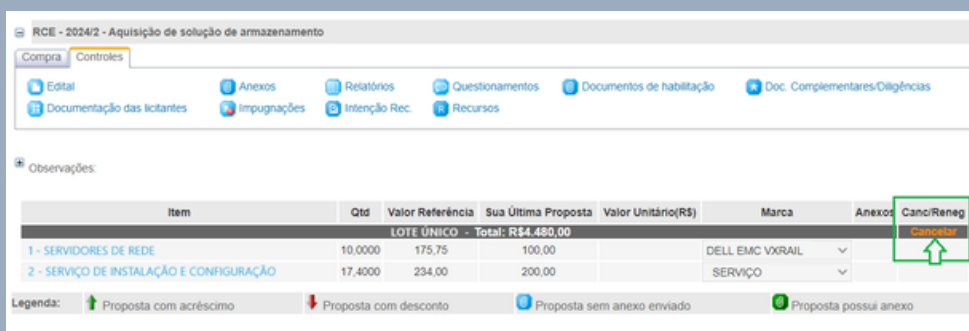 RCE - 2024/2 - Aquisição de solução de armazenamento
Compra Controles
Edital Anexos Relatórios Questionamentos Documentos de habilitação Doc. Complementares/Diligências
Documentação das licitantes Impugnações Intenção Rec. Recursos
Observações:
Item Qtd Valor Referência Sua Última Proposta Valor Unitário(R$) Marca Anexos Canc/Reneg
LOTE ÚNICO - Total: R$4.480,00 Cancelar
1 - SERVIDORES DE REDE 10,0000 175,75 100,00 DELL EMC VXRAIL
2 - SERVIÇO DE INSTALAÇÃO E CONFIGURAÇÃO 17,4000 234,00 200,00 SERVIÇO
Legenda: Proposta com acréscimo Proposta com desconto Proposta sem anexo enviado Proposta possui anexo